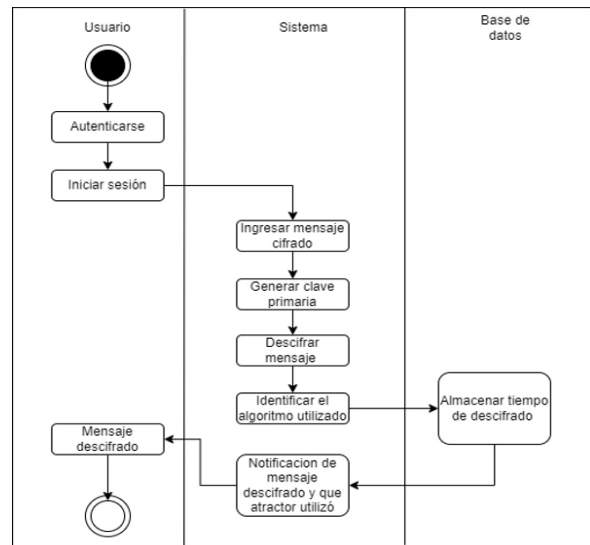 Usuario
Sistema
Base de
datos
Autenticarse
Iniciar sesión
Ingresar mensaje
cifrado
Generar clave
primaria
Descifrar
mensaje
Identificar el
algoritmo utilizado
Almacenar tiempo
de descifrado
Notificacion de
mensaje
descifrado y que
atractor utilizó
Mensaje
descifrado